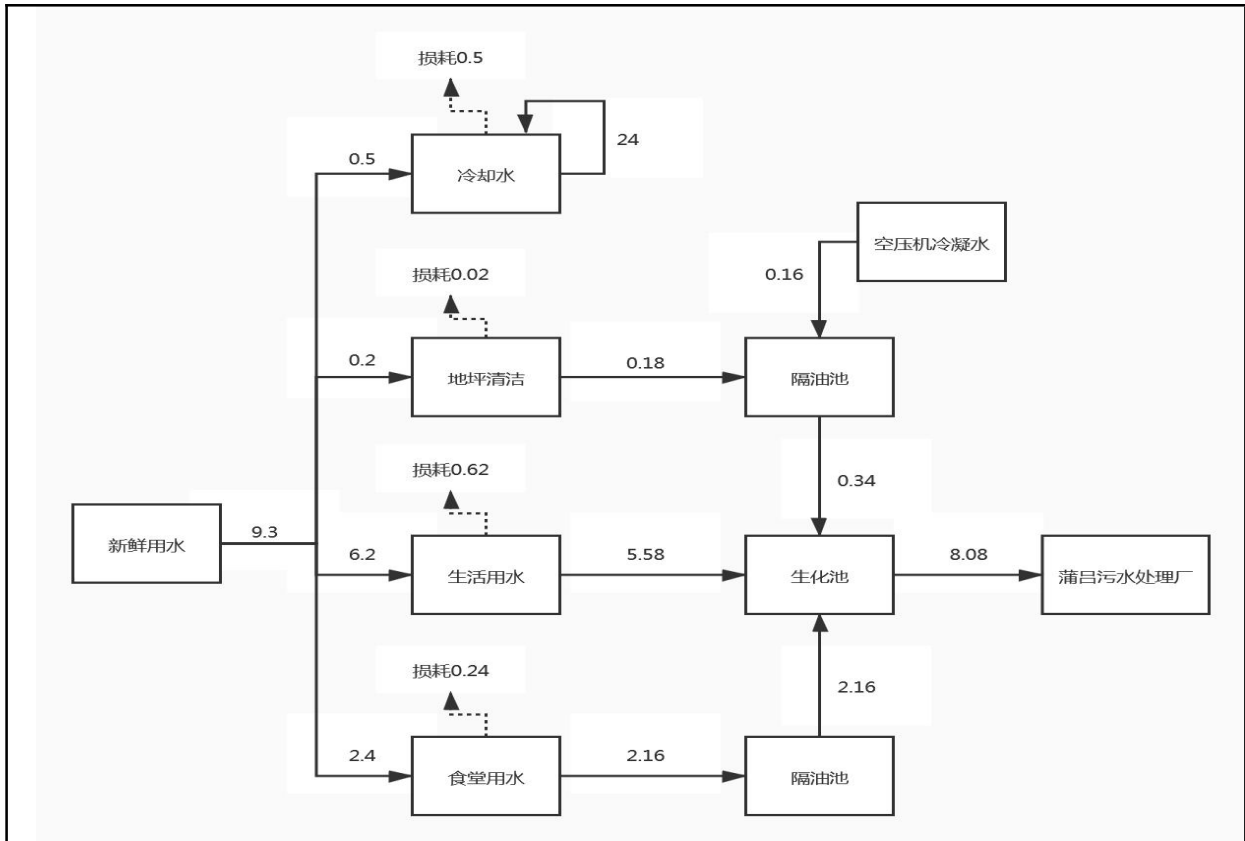 损耗0.5
24
0.5
冷却水
空压机冷凝水
0.16
损耗0.02
0.2
地坪清洁
0.18
隔油池
损耗0.62
0.34
新鲜用水
9.3
6.2
生活用水
5.58
生化池
8.08
蒲吕污水处理厂
损耗0.24
2.16
2.4
食堂用水
2.16
隔油池